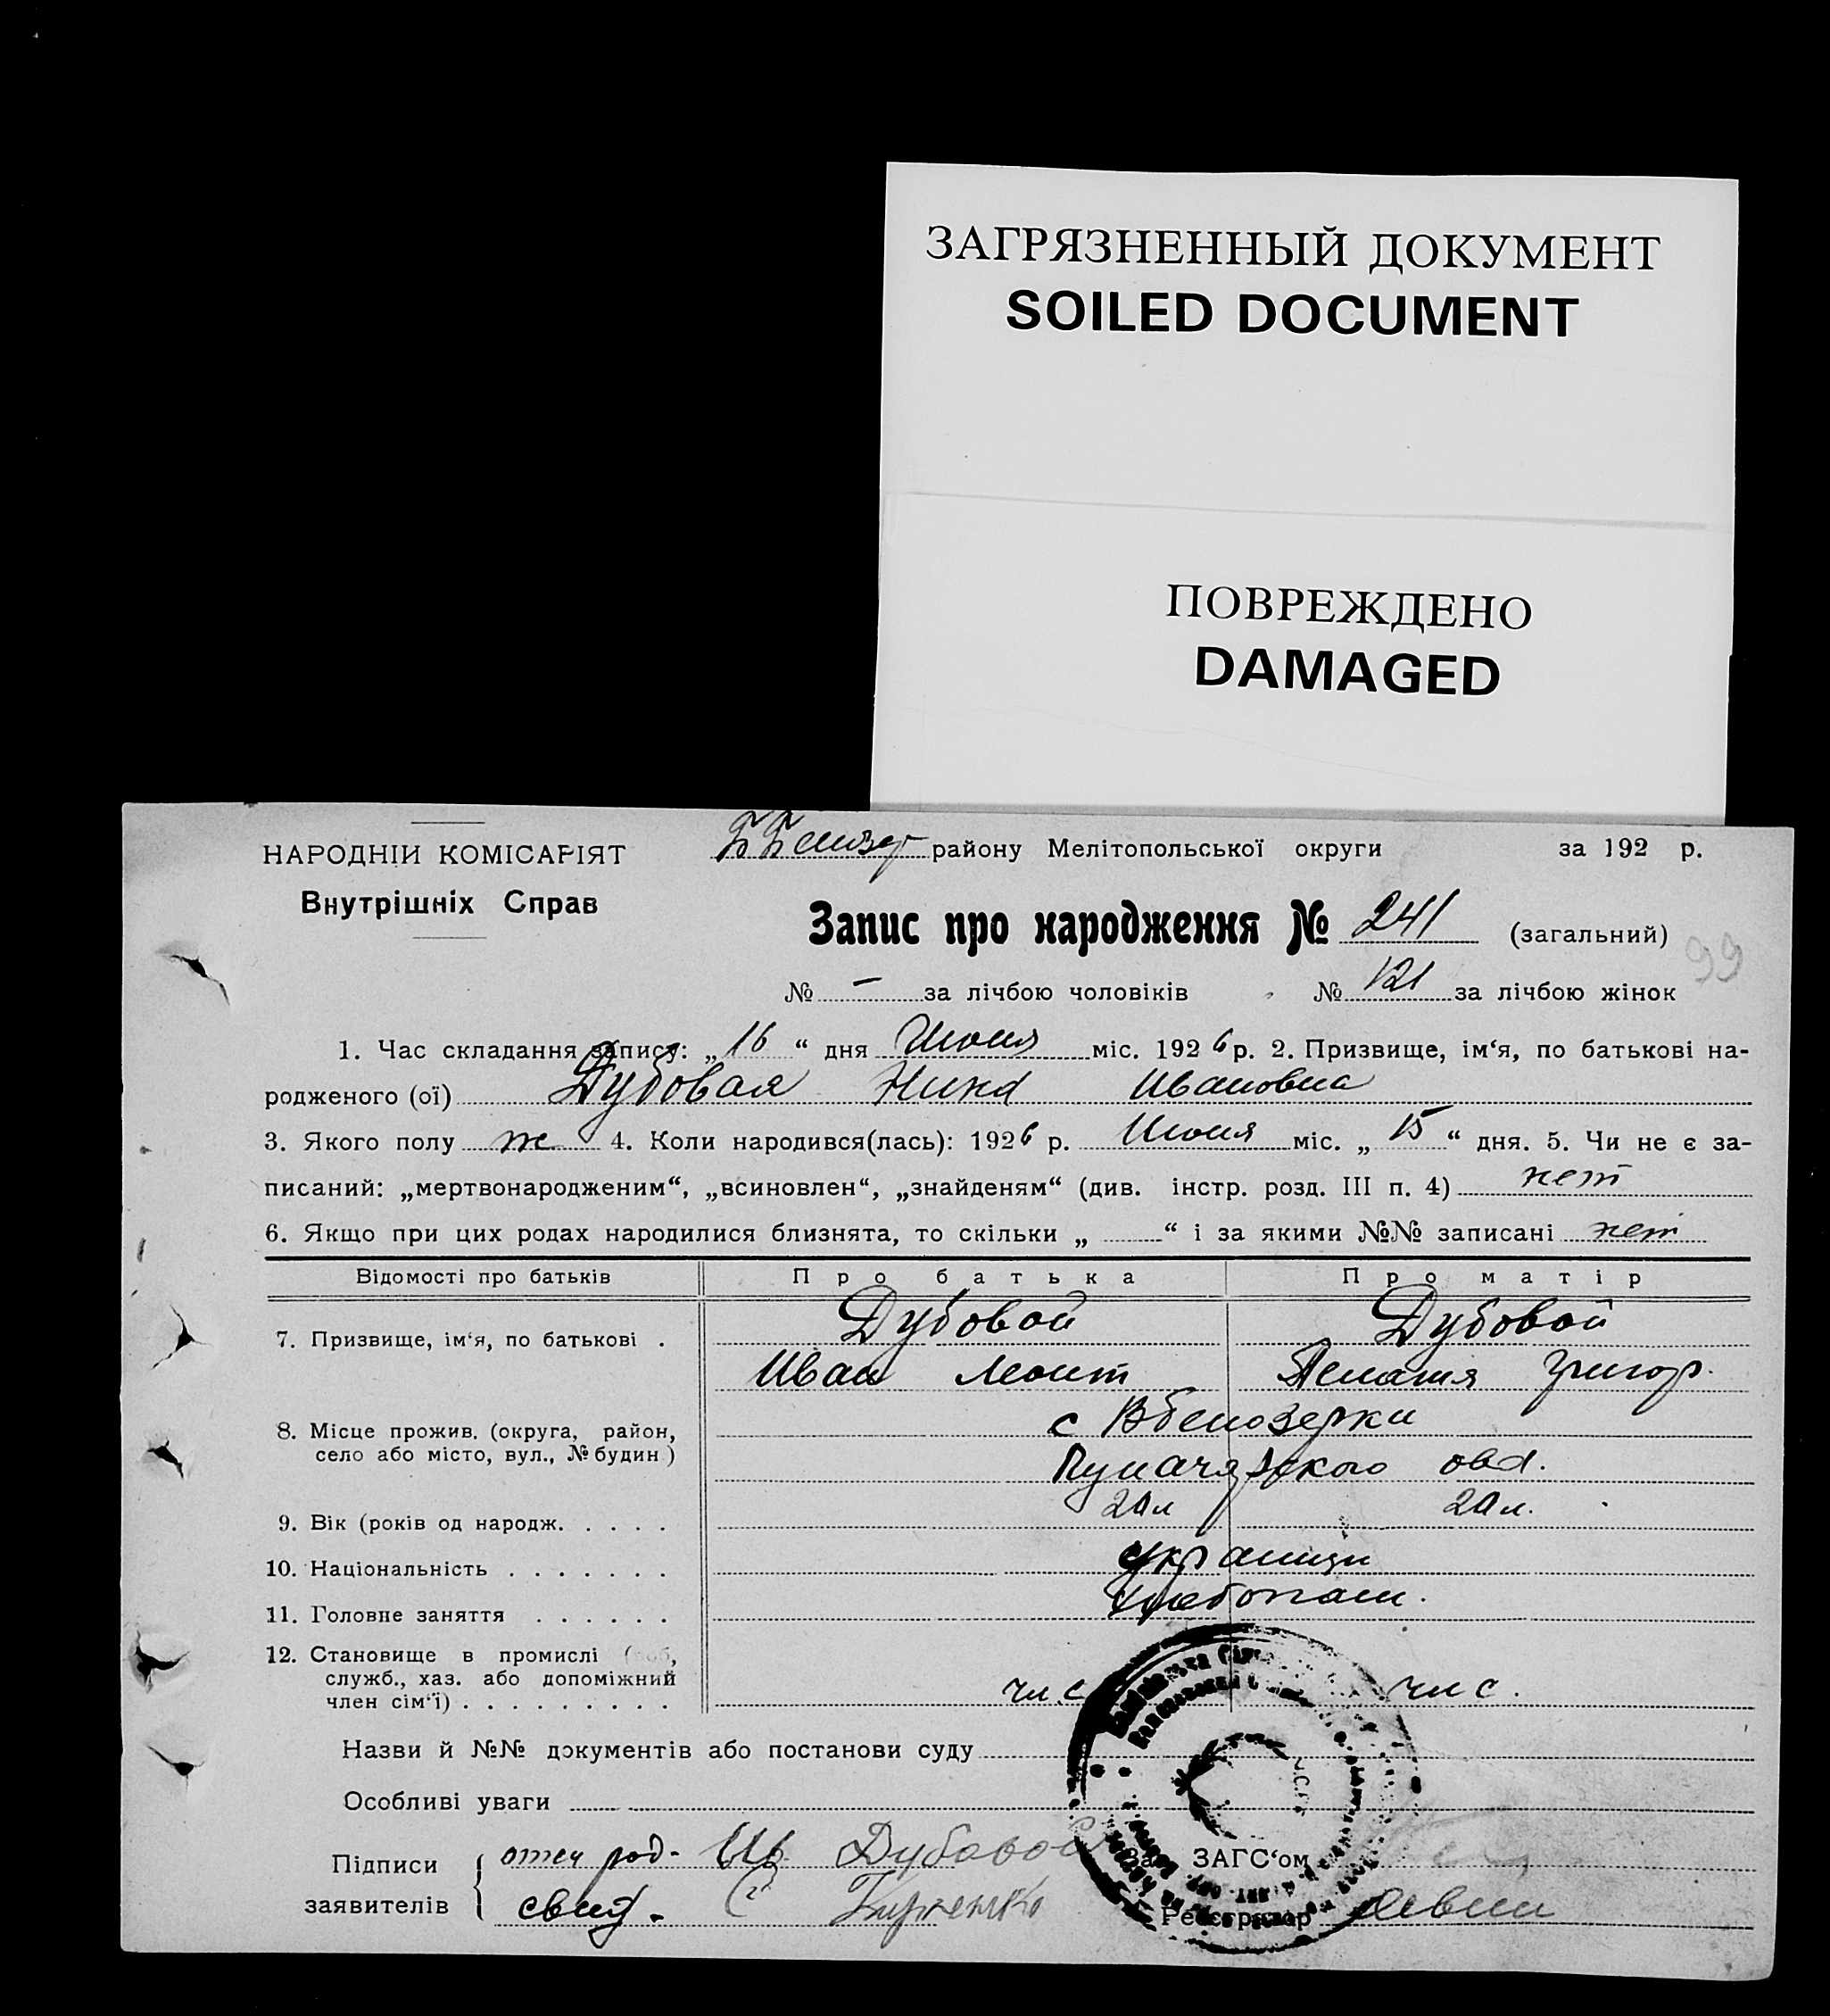 ЗАГРЯЗНЕННЫЙ ДОКУМЕНТ
SOILED DOCUMENT
ПОВРЕЖДЕНО
DAMAGED
НАРОДНІЙ КОМІСАРІЯТ
Внутрішніх Справ
району Мелітопольської округи за 192 р.
Запис про народження № 241 (загальний)
99
№ – за лічбою чоловіків № 121 за лічбою жінок
1. Час складання запису: „16“ дня Июня міс. 1926 р. 2. Призвище, ім‘я, по батькові на-
родженого (ої) Дубовая Нина Ивановна
3. Якого полу ж 4. Коли народився(лась): 1926 р. Июня міс. „15“ дня. 5. Чи не є за-
писаний: „мертвонародженим“, „всиновлен“, „знайденям“ (див. інстр. розд. III п. 4) нет
6. Якщо при цих родах народилися близнята, то скільки „ “ і за якими №№ записані нет
Відомості про батьків Про батька Про матір
7. Призвище, ім‘я, по батькові . Дубовой Дубовой
Иван Леонт Пелагия Григор.
8. Місце прожив. (округа, район,
село або місто, вул., № будин.) с Вбелозерки
9. Вік (років од народж. . . . . 20 л 20 л.
10. Національність . . . . . . . украинцы
11. Головне заняття . . . . . . хлебопаш.
12. Становище в промислі
служб., хаз. або допоміжний
член сім‘ї) . . . . . . . . . чл. с чл с.
Назви й №№ документів або постанови суду
Особливі уваги
Підписи отец род. Ив Дубовой Зав ЗАГС‘ом
заявителів свид. Реєстратор Левин